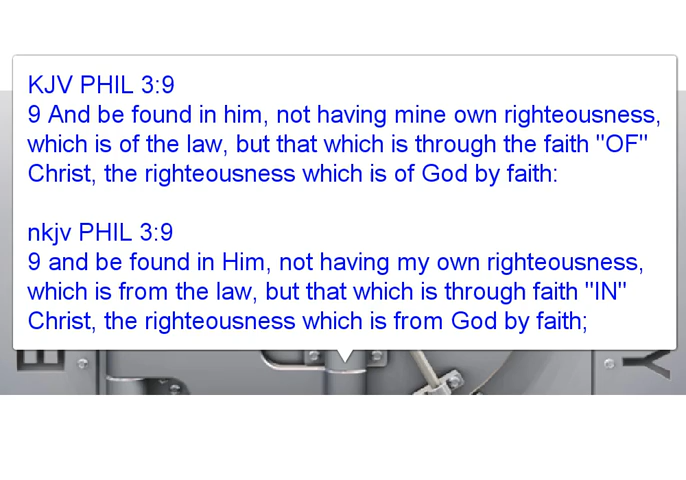 KJV PHIL 3:9
9 And be found in him, not having mine own righteousness,
which is of the law, but that which is through the faith "OF"
Christ, the righteousness which is of God by faith:
nkjv PHIL 3:9
9 and be found in Him, not having my own righteousness,
which is from the law, but that which is through faith "IN"
Christ, the righteousness which is from God by faith;
E Y